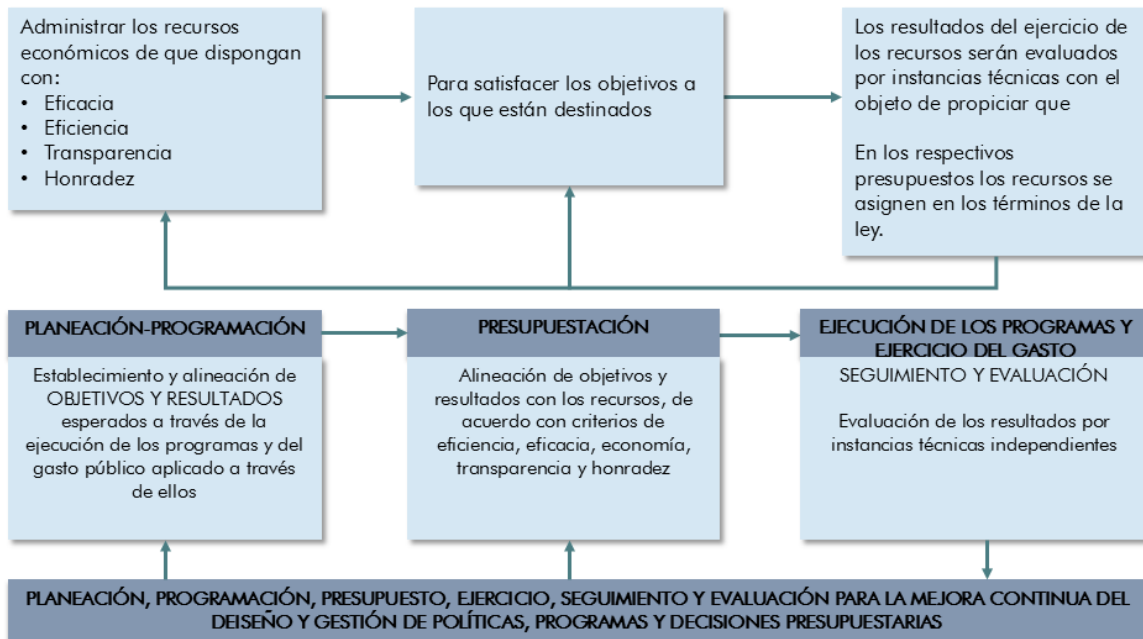 Administrar los recursos
económicos de que dispongan
con:
• Eficacia
• Eficiencia
• Transparencia
• Honradez
Para satisfacer los objetivos a
los que están destinados
Los resultados del ejercicio de
los recursos serán evaluados
por instancias técnicas con el
objeto de propiciar que
En los respectivos
presupuestos los recursos se
asignen en los términos de la
ley.
PLANEACIÓN-PROGRAMACIÓN
Establecimiento y alineación de
OBJETIVOS Y RESULTADOS
esperados a través de la
ejecución de los programas y del
gasto público aplicado a través
de ellos
PRESUPUESTACIÓN
Alineación de objetivos y
resultados con los recursos, de
acuerdo con criterios de
eficiencia, eficacia, economía,
transparencia y honradez
EJECUCIÓN DE LOS PROGRAMAS Y
EJERCICIO DEL GASTO
SEGUIMIENTO Y EVALUACIÓN
Evaluación de los resultados por
instancias técnicas independientes
PLANEACIÓN, PROGRAMACIÓN, PRESUPUESTO, EJERCICIO, SEGUIMIENTO Y EVALUACIÓN PARA LA MEJORA CONTINUA DEL
DEISEÑO Y GESTIÓN DE POLÍTICAS, PROGRAMAS Y DECISIONES PRESUPUESTARIAS